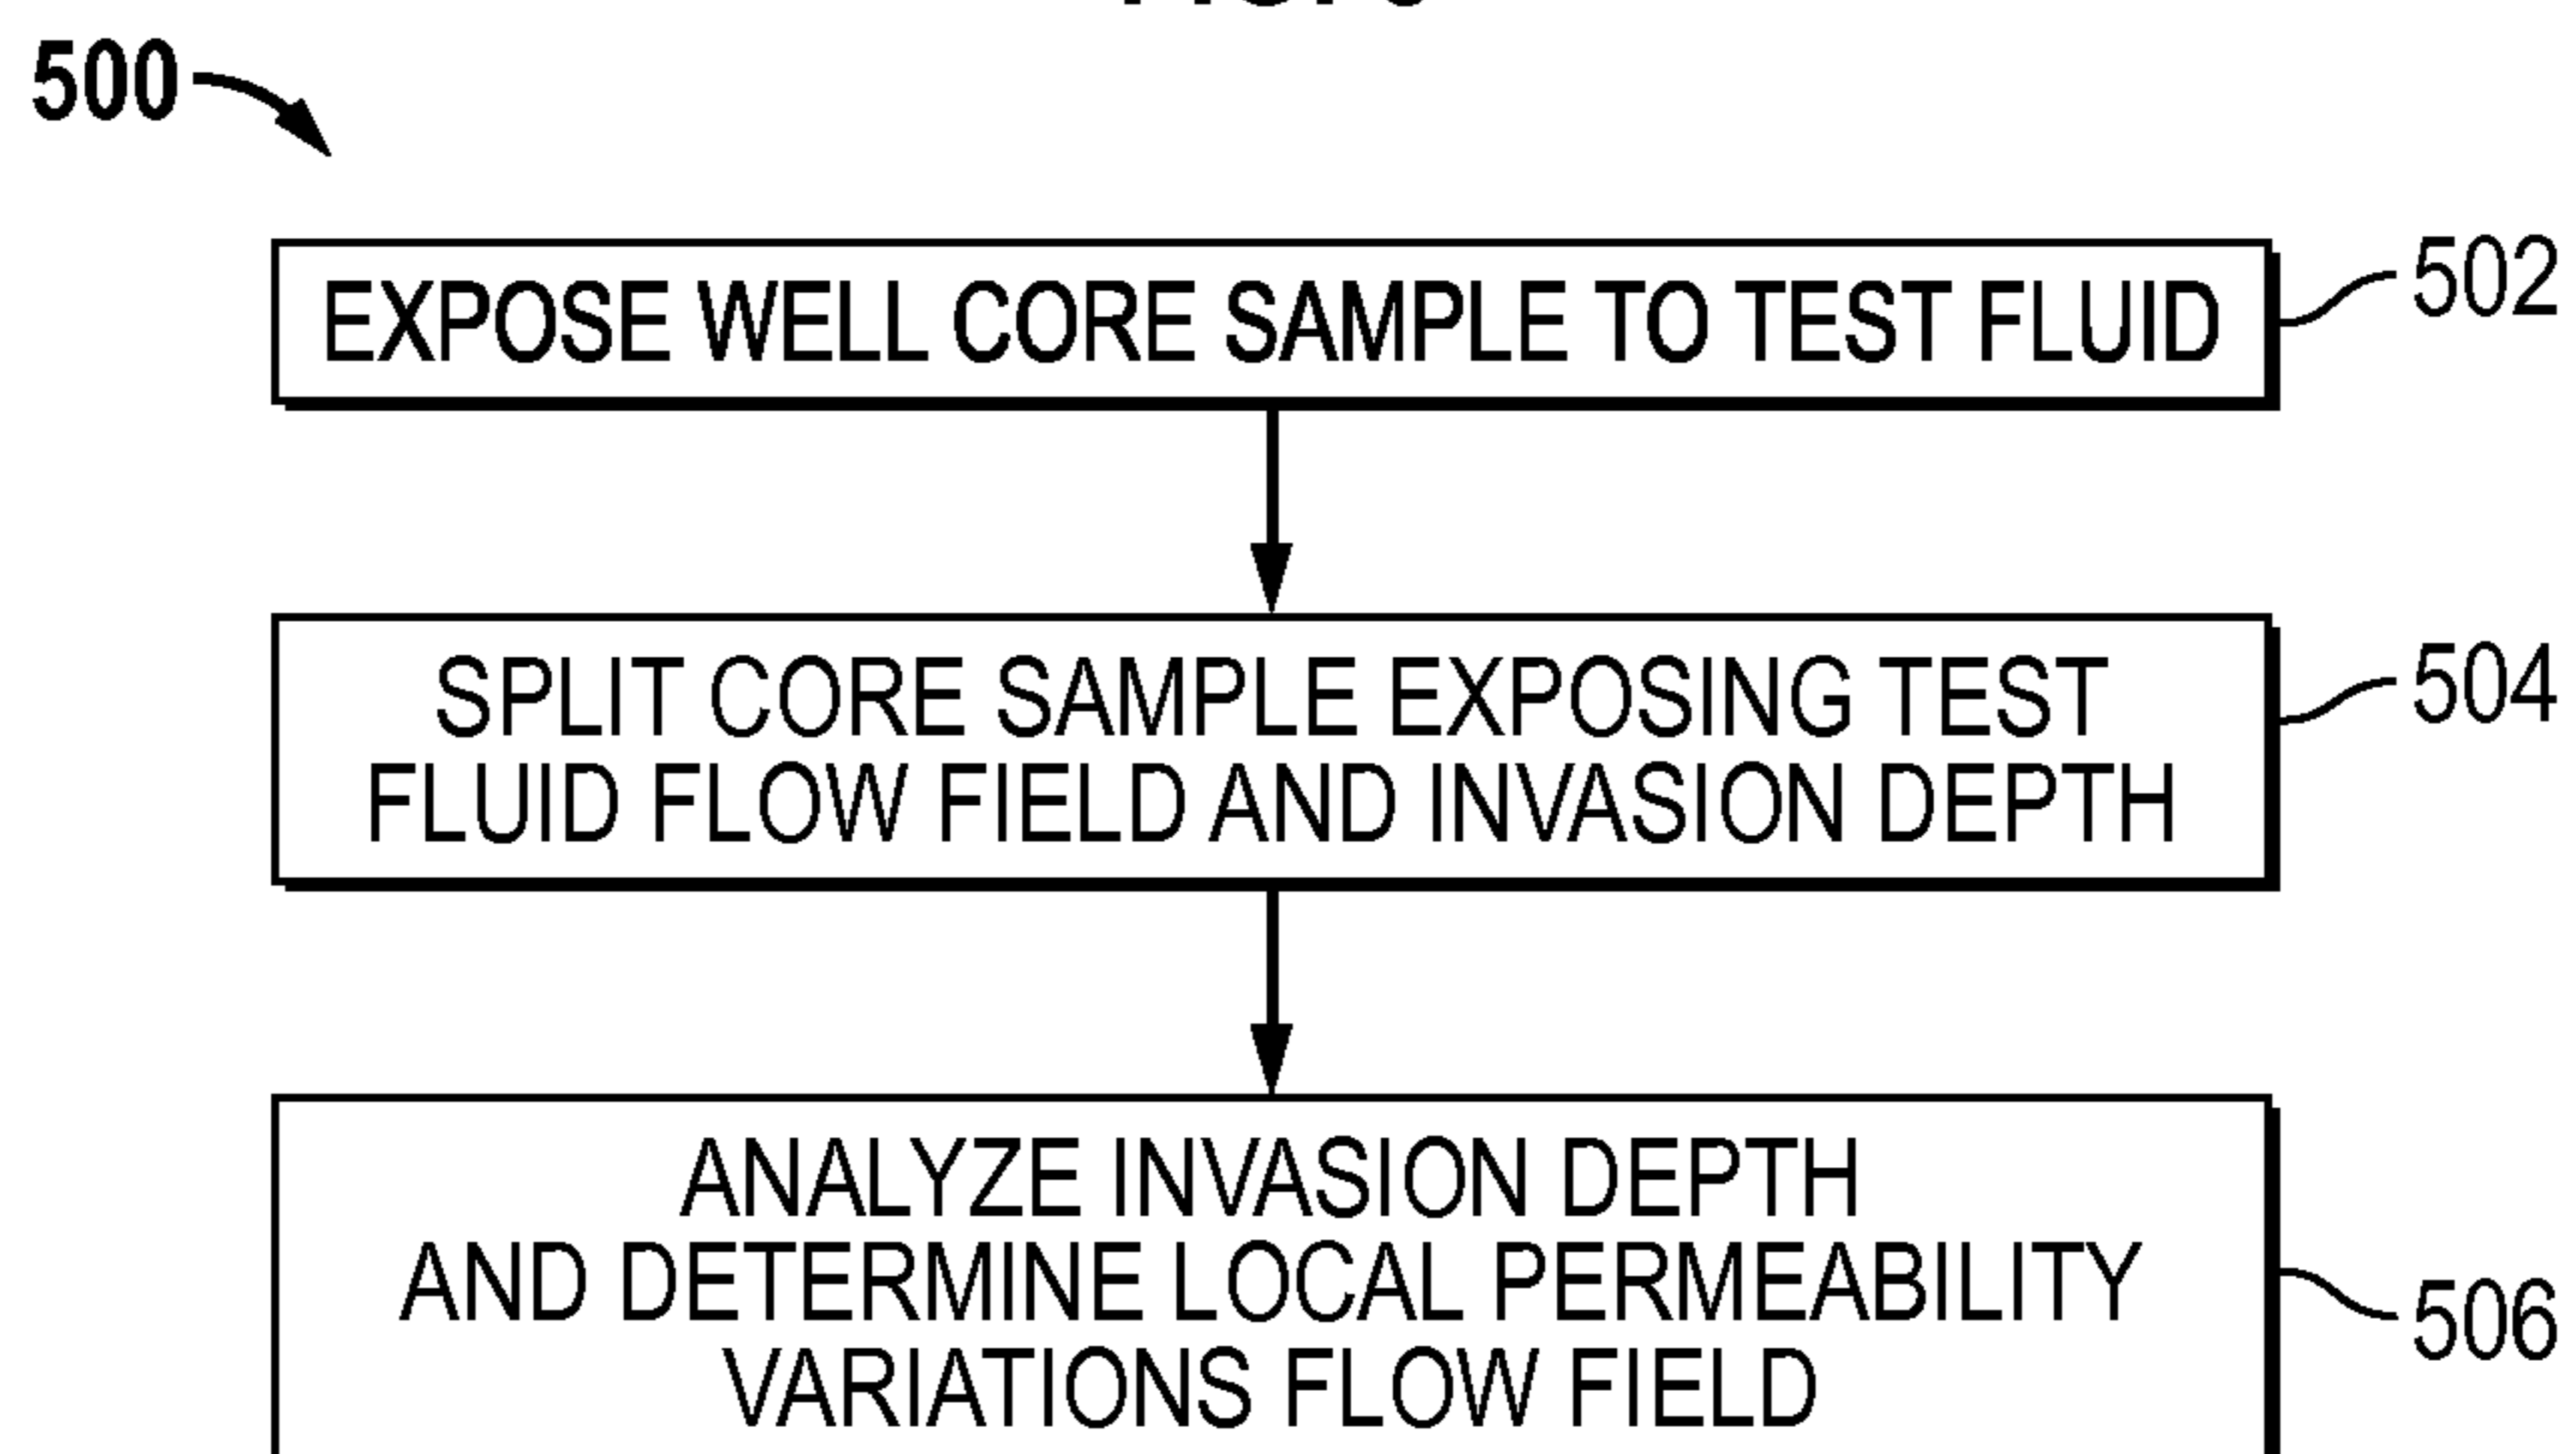 500
EXPOSE WELL CORE SAMPLE TO TEST FLUID
502
SPLIT CORE SAMPLE EXPOSING TEST
FLUID FLOW FIELD AND INVASION DEPTH
504
ANALYZE INVASION DEPTH
AND DETERMINE LOCAL PERMEABILITY
VARIATIONS FLOW FIELD
506